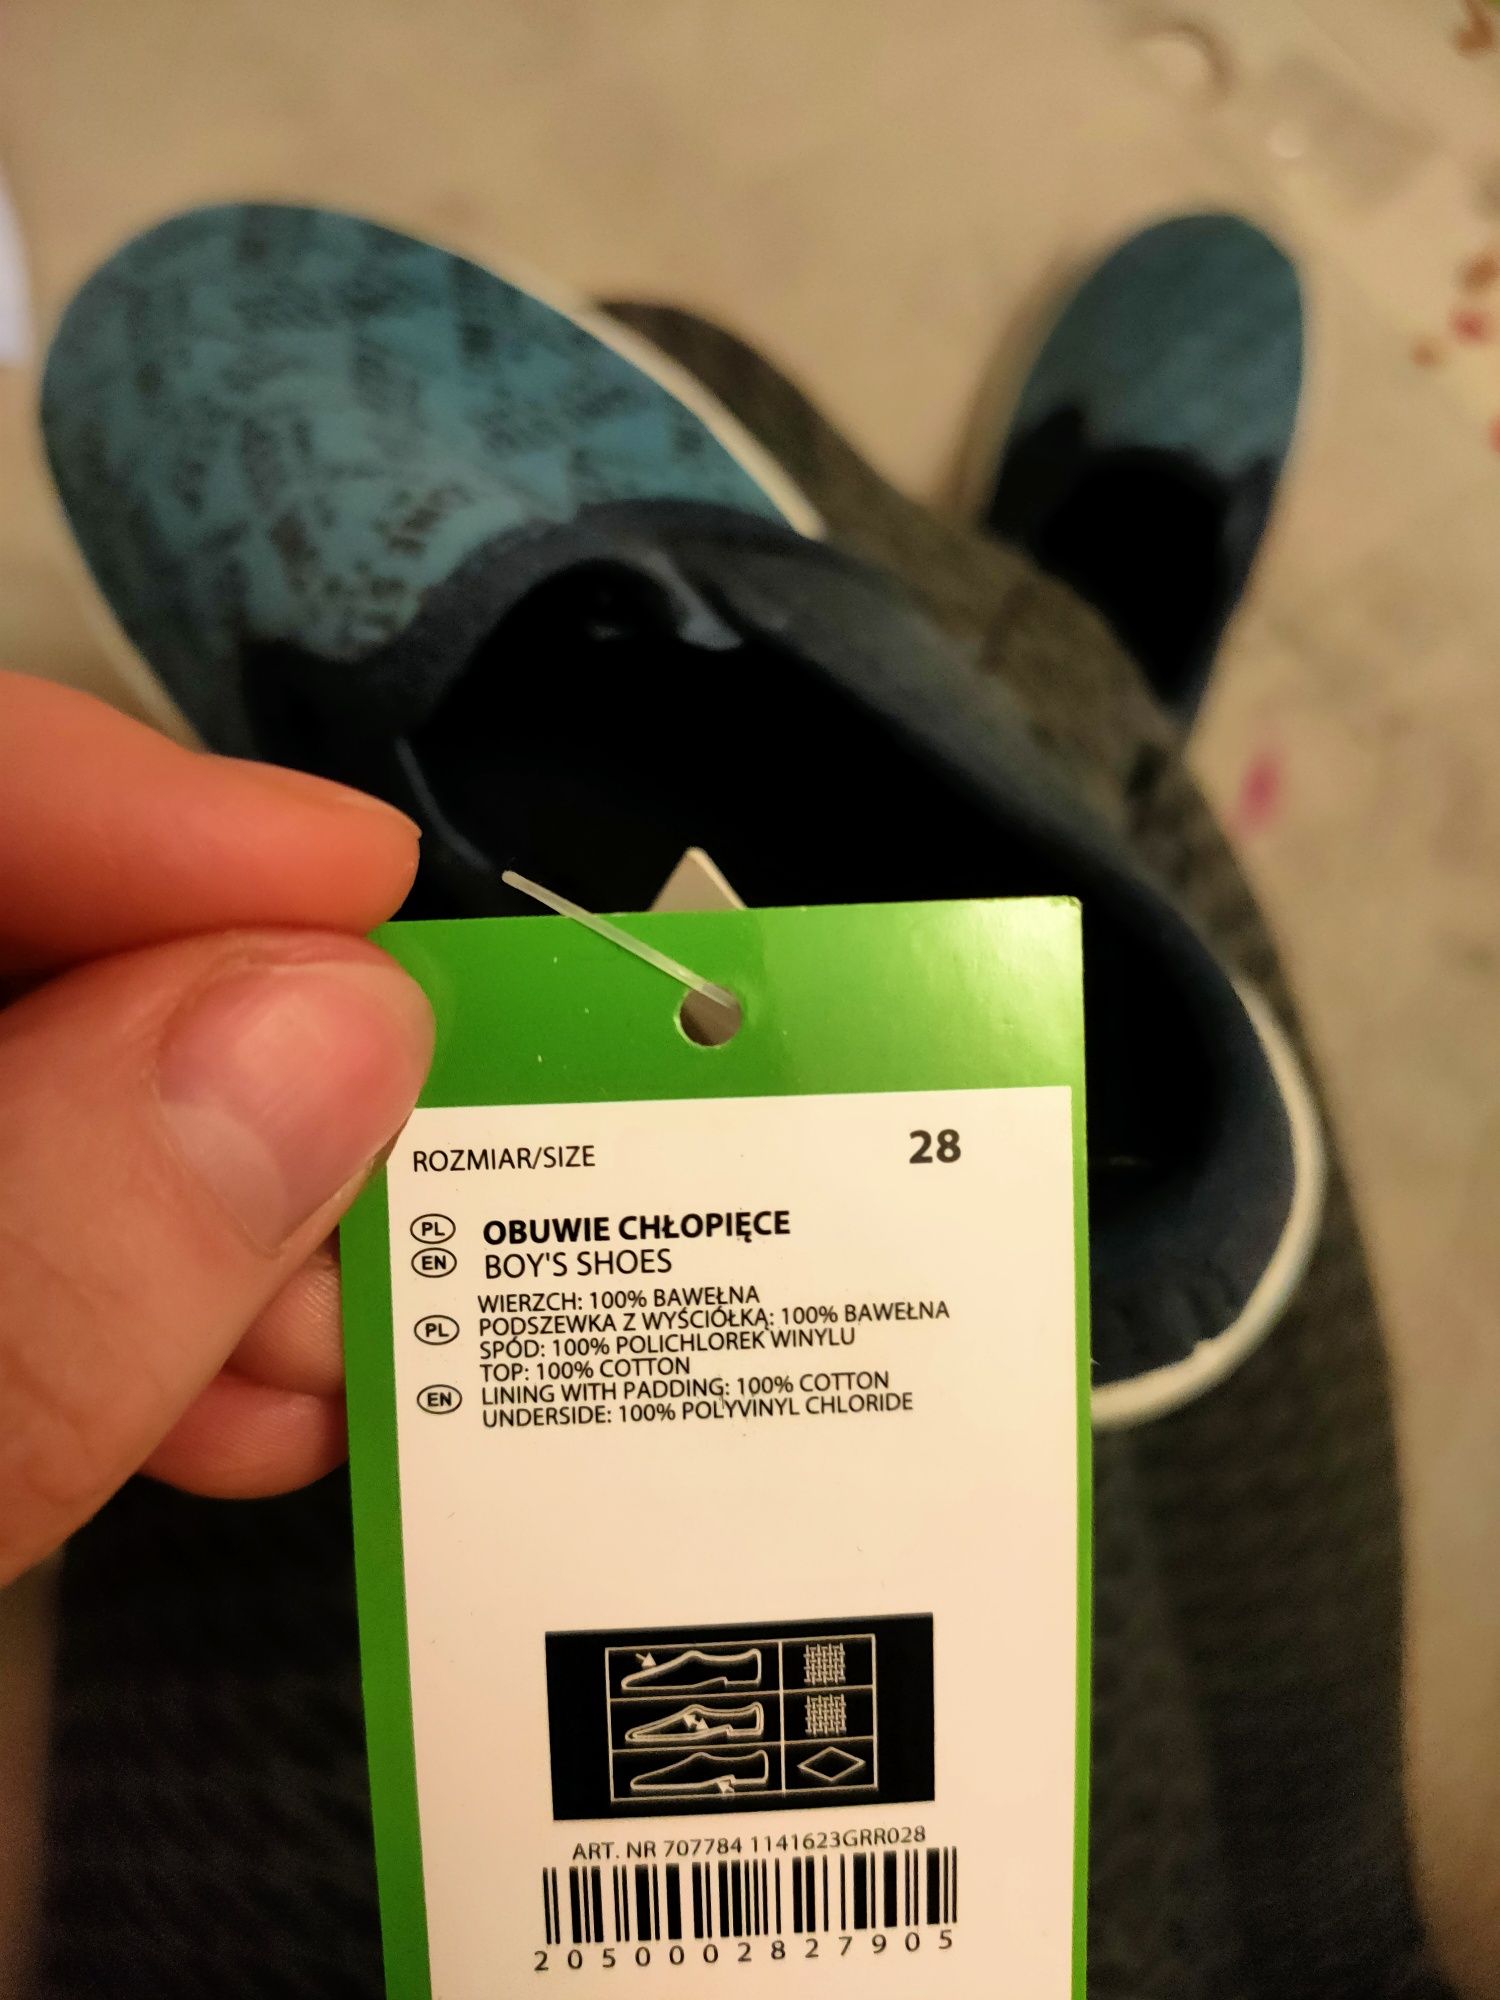 ROZMIAR/SIZE 28
PL OBUWIE CHŁOPIĘCE
EN BOY'S SHOES
WIERZCH: 100% BAWEŁNA
PL PODSZEWKA Z WYŚCIÓŁKĄ: 100% BAWEŁNA
SPÓD: 100% POLICHLOREK WINYLU
TOP: 100% COTTON
EN LINING WITH PADDING: 100% COTTON
UNDERSIDE: 100% POLYVINYL CHLORIDE
ART. NR 707784 1141623GRR028
2050002827905